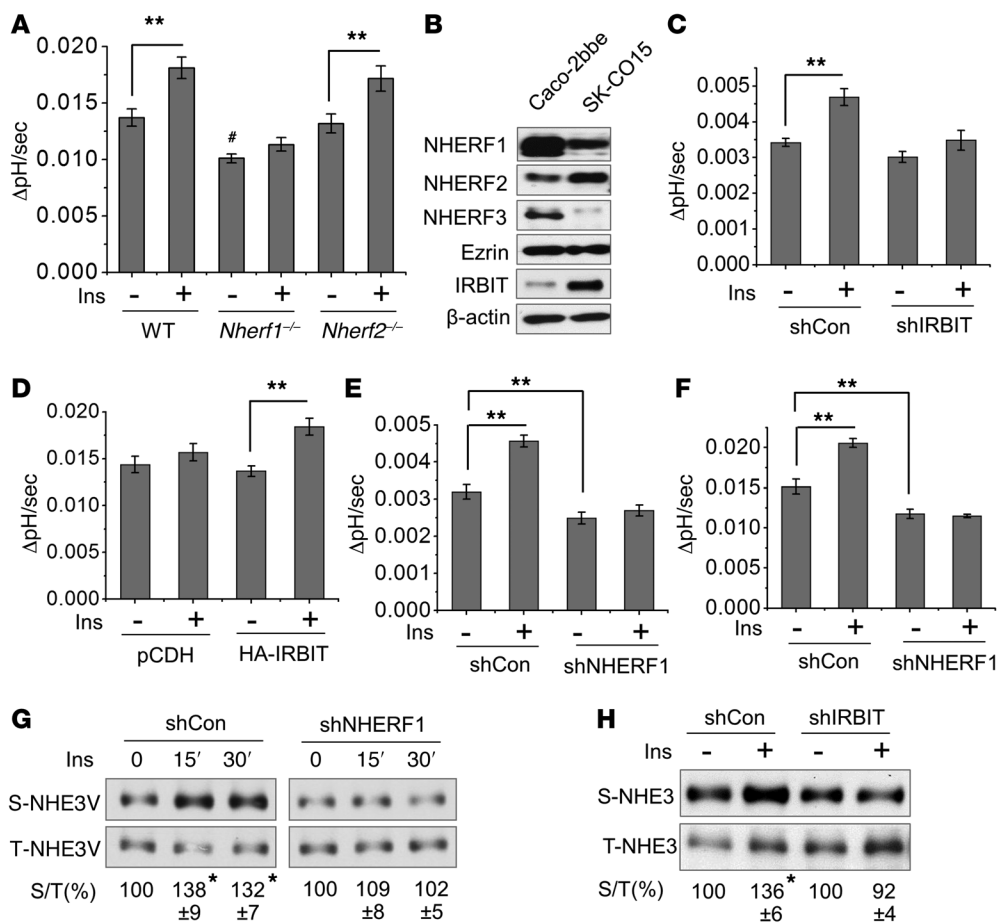 A
**
**
#
0.020
0.015
0.010
0.005
0.000
ΔpH/sec
Ins - + - + - +
WT Nherf1–/– Nherf2–/–
B
Caco-2bbe
SK-CO15
NHERF1
NHERF2
NHERF3
Ezrin
IRBIT
β-actin
C
**
0.005
0.004
0.003
0.002
0.001
0.000
ΔpH/sec
Ins - + - +
shCon shIRBIT
D
**
0.020
0.015
0.010
0.005
0.000
ΔpH/sec
Ins - + - +
pCDH HA-IRBIT
E
**
**
0.005
0.004
0.003
0.002
0.001
0.000
ΔpH/sec
Ins - + - +
shCon shNHERF1
F
**
**
0.020
0.015
0.010
0.005
0.000
ΔpH/sec
Ins - + - +
shCon shNHERF1
G
shCon shNHERF1
Ins 0 15′ 30′ 0 15′ 30′
S-NHE3V
T-NHE3V
S/T(%) 100 138* 132* 100 109 102
±9 ±7 ±8 ±5
H
shCon shIRBIT
Ins - + - +
S-NHE3
T-NHE3
S/T(%) 100 136* 100 92
±6 ±4